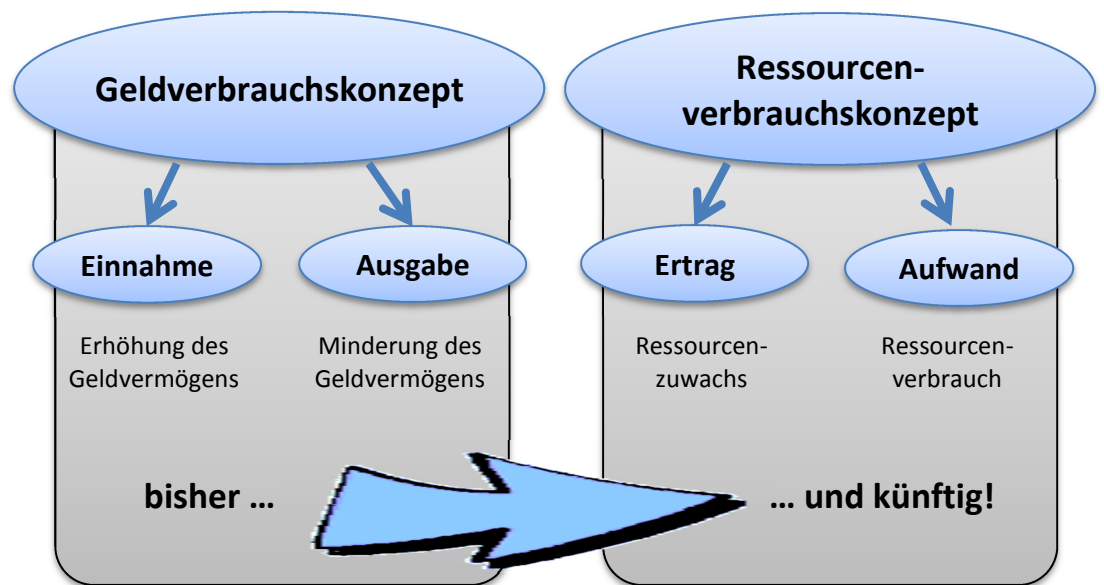 Geldverbrauchskonzept
Einnahme
Ausgabe
Erhöhung des
Geldvermögens
Minderung des
Geldvermögens
bisher ...
Ressourcen-
verbrauchskonzept
Ertrag
Aufwand
Ressourcen-
zuwachs
Ressourcen-
verbrauch
... und künftig!